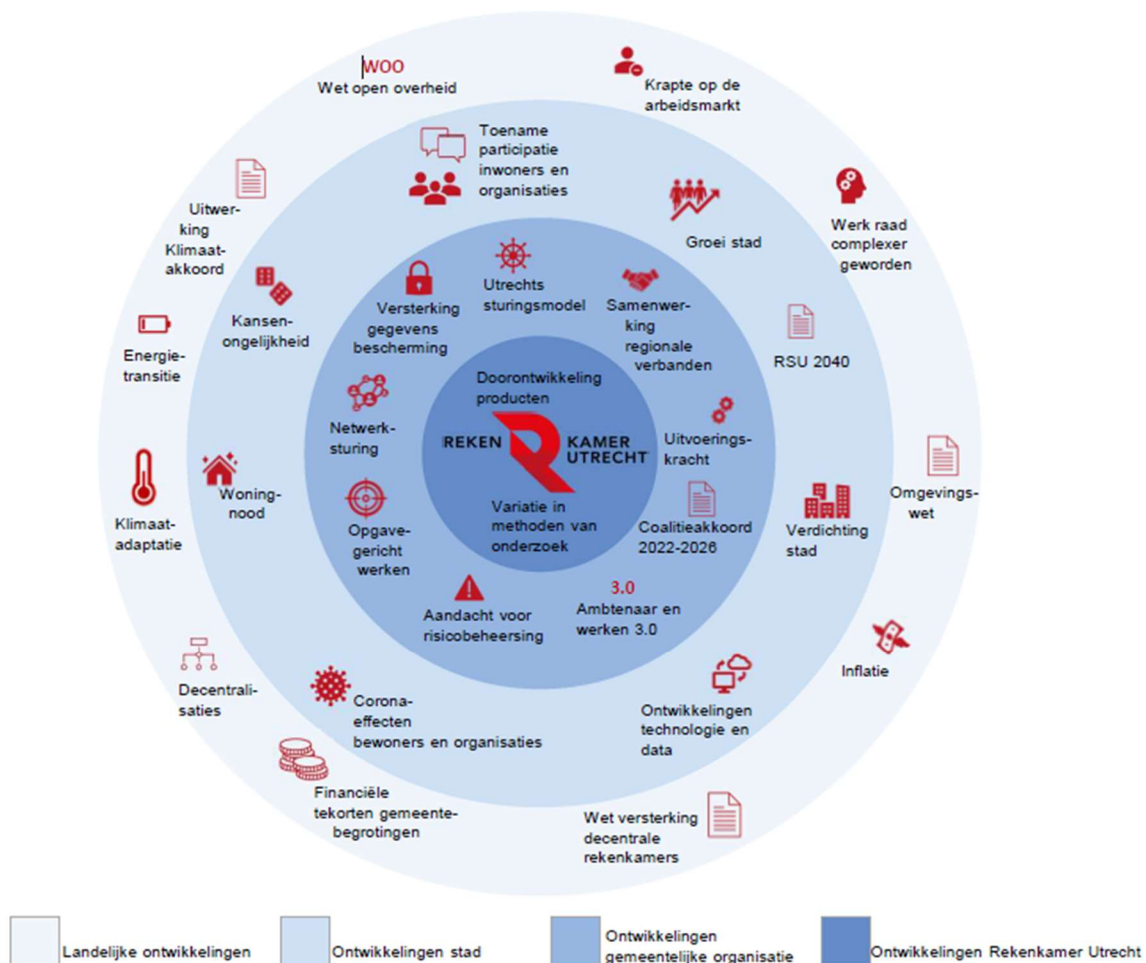 WOO
Wet open overheid
Krapte op de
arbeidsmarkt
Toename
participatie
inwoners en
organisaties
Uitwer-
king
Klimaat-
akkoord
Groei stad
Werk raad
complexer
geworden
Kansen-
ongelijkheid
Versterking
gegevens
bescherming
Utrechts
sturingsmodel
Samenwer-
king
regionale
verbanden
Energie-
transitie
RSU 2040
Doorontwikkeling
producten
Netwerk-
sturing
REKEN KAMER
UTRECHT
Uitvoerings-
kracht
Woning-
nood
Omgevings-
wet
Klimaat-
adaptatie
Opgave-
gericht
werken
Variatie in
methoden van
onderzoek
Coalitieakkoord
2022-2026
Verdichting
stad
Aandacht voor
risicobeheersing
3.0
Ambtenaar en
werken 3.0
Inflatie
Decentrali-
saties
Corona-
effecten
bewoners en organisaties
Ontwikkelingen
technologie en
data
Financiële
tekorten gemeente-
begrotingen
Wet versterking
decentrale
rekenkamers
Landelijke ontwikkelingen
Ontwikkelingen stad
Ontwikkelingen
gemeentelijke organisatie
Ontwikkelingen Rekenkamer Utrecht